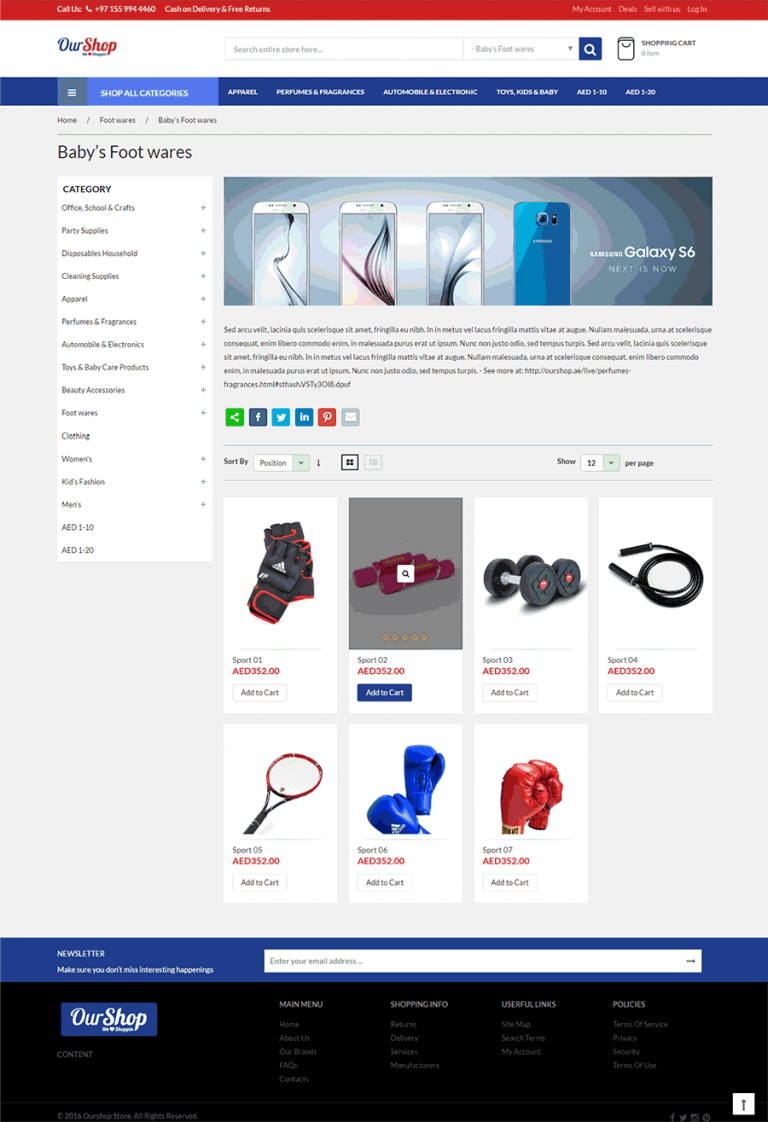 Call Us: +97 155 994 4460 Cash on Delivery & Free Returns My Account Deals Sell with us Log In
OurShop
We Shoppin
Search entire store here... - Baby's Foot wares
SHOPPING CART
0 item
SHOP ALL CATEGORIES APPAREL PERFUMES & FRAGRANCES AUTOMOBILE & ELECTRONIC TOYS, KIDS & BABY AED 1-10 AED 1-20
Home / Foot wares / Baby's Foot wares
Baby's Foot wares
CATEGORY
Office, School & Crafts +
Party Supplies +
Disposables Household +
Cleaning Supplies +
Apparel +
Perfumes & Fragrances +
Automobile & Electronics +
Toys & Baby Care Products +
Beauty Accessories +
Foot wares +
Clothing
Women's +
Kid's Fashion +
Men's +
AED 1-10
AED 1-20
SAMSUNG
SAMSUNG Galaxy S6
NEXT IS NOW
Sed arcu velit, lacinia quis scelerisque sit amet, fringilla eu nibh. In in metus vel lacus fringilla mattis vitae at augue. Nullam malesuada, urna at scelerisque
consequat, enim libero commodo enim, in malesuada purus erat ut ipsum. Nunc non justo odio, sed tempus turpis. Sed arcu velit, lacinia quis scelerisque
sit amet, fringilla eu nibh. In in metus vel lacus fringilla mattis vitae at augue. Nullam malesuada, urna at scelerisque consequat, enim libero commodo
enim, in malesuada purus erat ut ipsum. Nunc non justo odio, sed tempus turpis. - See more at: http://ourshop.ae/live/perfumes-
fragrances.html#sthash.VSTy3OI8.dpuf
Sort By Position Show 12 per page
adidas
Sport 01
AED352.00
Add to Cart
Sport 02
AED352.00
Add to Cart
Sport 03
AED352.00
Add to Cart
Sport 04
AED352.00
Add to Cart
Sport 05
AED352.00
Add to Cart
adidas
Sport 06
AED352.00
Add to Cart
Sport 07
AED352.00
Add to Cart
NEWSLETTER
Make sure you don't miss interesting happenings
Enter your email address ...
OurShop
We Shoppin
CONTENT
MAIN MENU
Home
About Us
Our Brands
FAQs
Contacts
SHOPPING INFO
Returns
Delivery
Services
Manufacturers
USERFUL LINKS
Site Map
Search Terms
My Account
POLICIES
Terms Of Service
Privacy
Security
Terms Of Use
© 2016 Ourshop Store. All Rights Reserved.